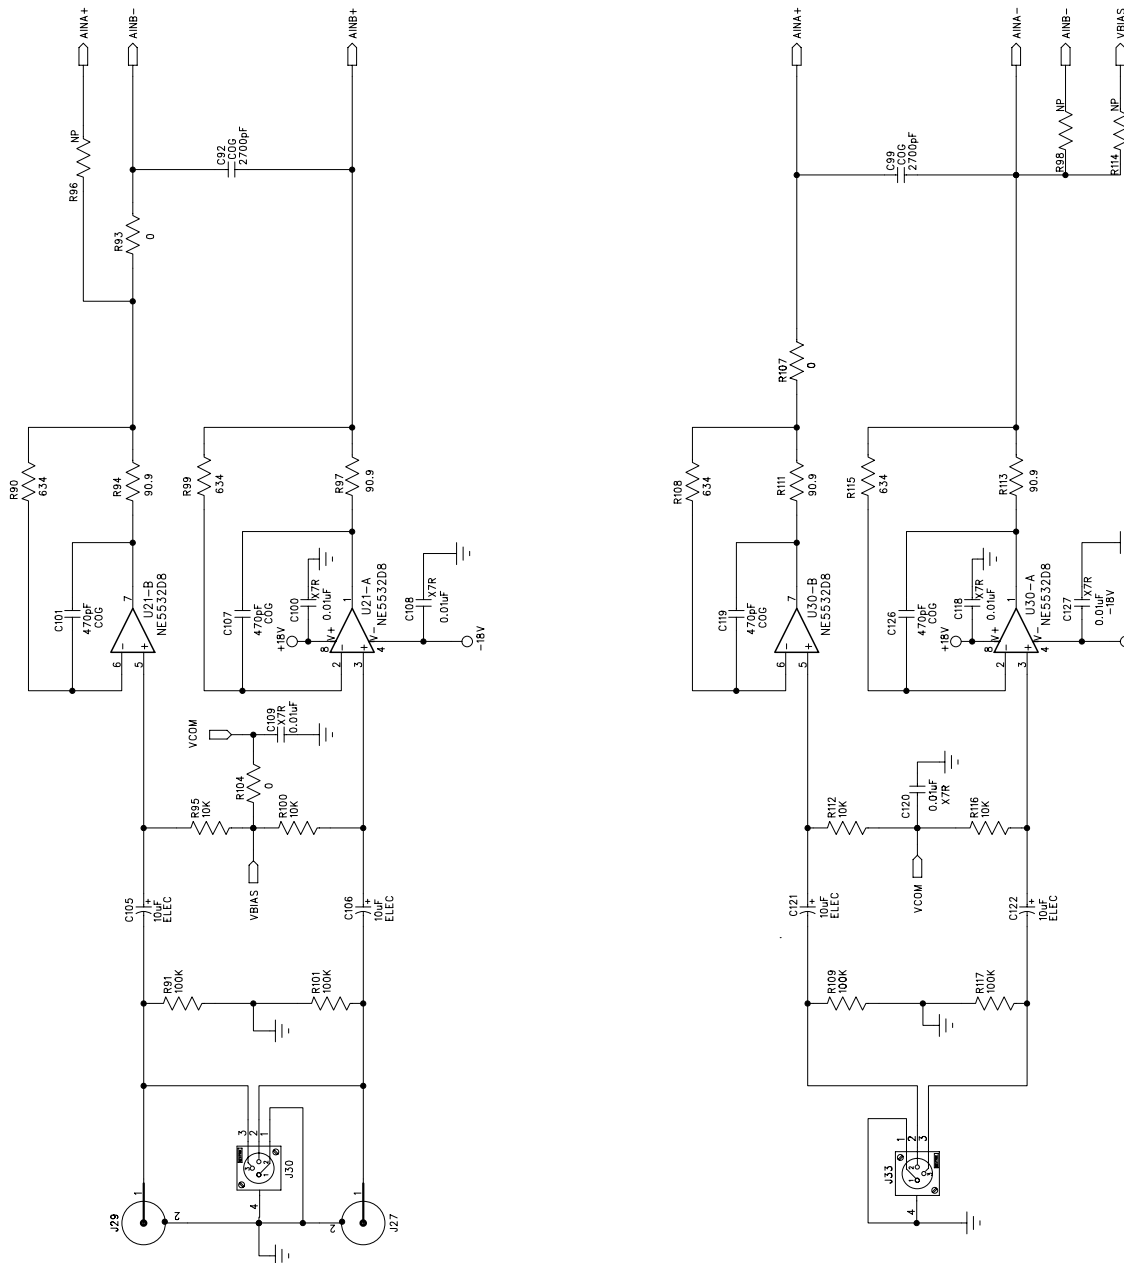 AINA+
AINB-
AINB+
R96
NP
R93
0
C92
COG
2700pF
R90
634
R94
90.9
R99
634
R97
90.9
C101
470pF
COG
7
U21-B
NE5532D8
6
5
-
+
C107
470pF
COG
C100
X7R
0.01uF
+18V
8
V+
1
U21-A
NE5532D8
2
3
-
+
V-
4
C108
X7R
0.01uF
-18V
VCOM
C109
X7R
0.01uF
R104
0
R95
10K
R100
10K
VBIAS
C105
+
10uF
ELEC
C106
+
10uF
ELEC
R91
100K
R101
100K
3
2
1
J30
4
J29
1
2
J27
1
2
AINA+
AINA-
AINB-
VBIAS
C99
COG
2700pF
R98
NP
R114
NP
R107
0
R108
634
R111
90.9
R115
634
R113
90.9
C119
470pF
COG
7
U30-B
NE5532D8
6
5
-
+
C126
470pF
COG
C118
X7R
0.01uF
+18V
8
V+
1
U30-A
NE5532D8
2
3
-
+
V-
4
C127
X7R
0.01uF
-18V
C120
0.01uF
X7R
R112
10K
R116
10K
VCOM
C121
+
10uF
ELEC
C122
+
10uF
ELEC
R109
100K
R117
100K
1
2
3
J33
4